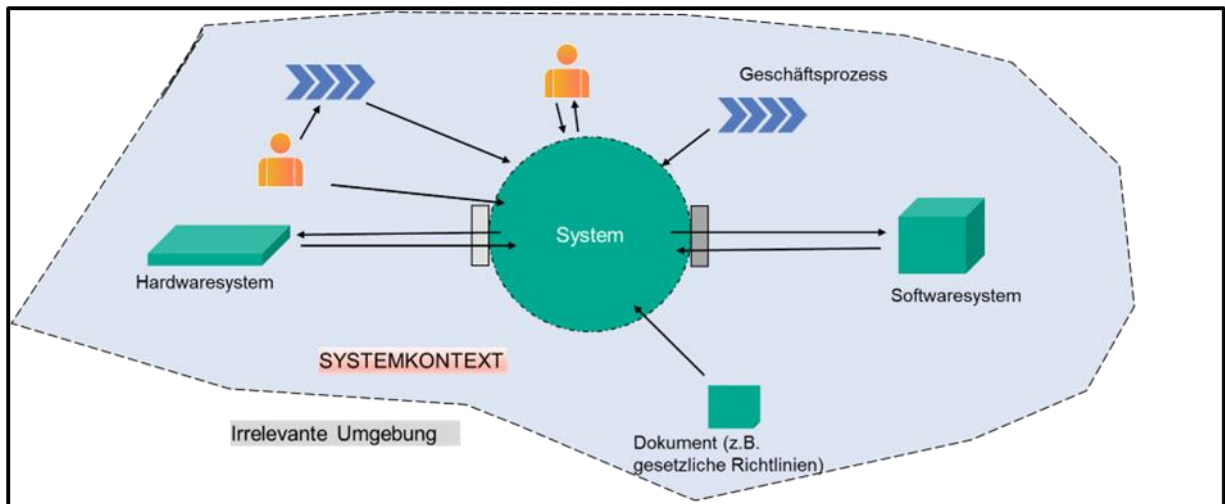 Geschäftsprozess
System
Hardwaresystem
Softwaresystem
SYSTEMKONTEXT
Irrelevante Umgebung
Dokument (z.B.
gesetzliche Richtlinien)